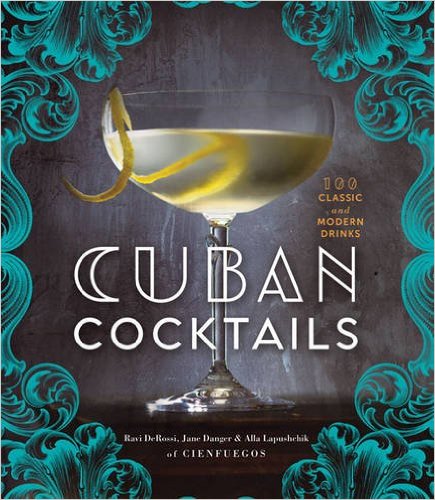 100
CLASSIC
and
MODERN
DRINKS
CUBAN
COCKTAILS
Ravi DeRossi, Jane Danger & Alla Lapushchik
of CIENFUEGOS